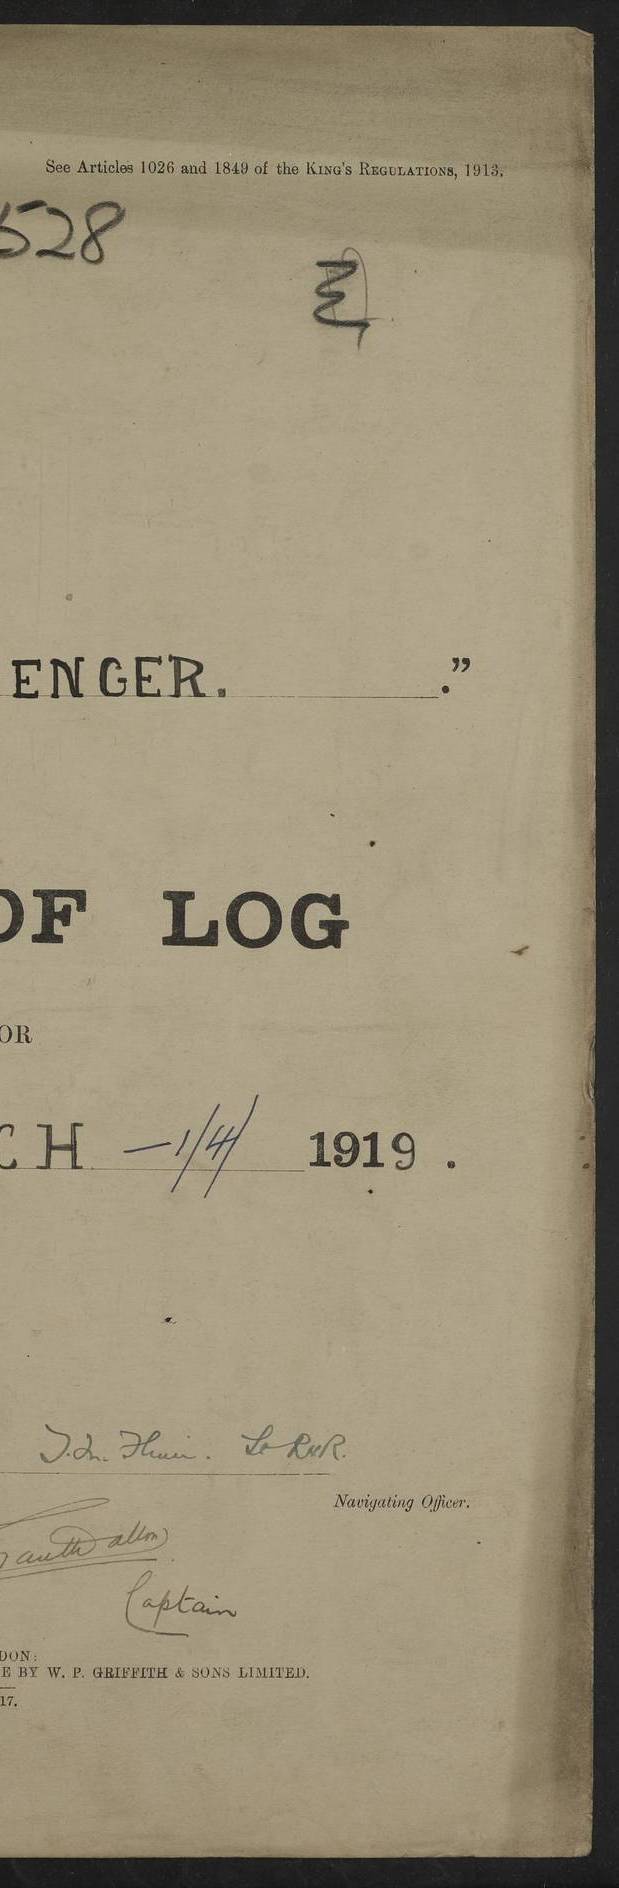 See Articles 1026 and 1849 of the KING'S REGULATIONS, 1913.
528
ENGER. ."
OF LOG
OR
CH —1/4/ 1919.
Navigating Officer.
Captain
DON:
E BY W. P. GRIFFITH & SONS LIMITED.
17.